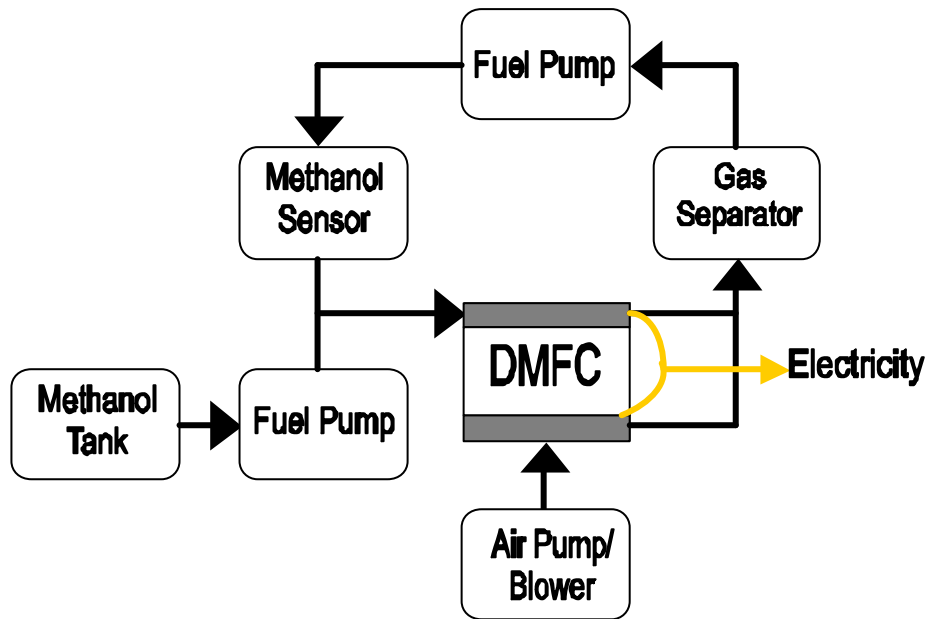 Fuel Pump
Methanol
Sensor
Gas
Separator
DMFC
Electricity
Methanol
Tank
Fuel Pump
Air Pump/
Blower